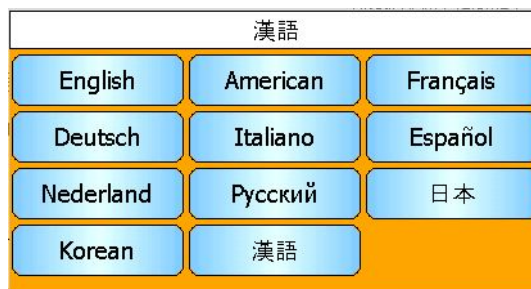 漢語
English American Français
Deutsch Italiano Español
Nederland Русский 日本
Korean 漢語